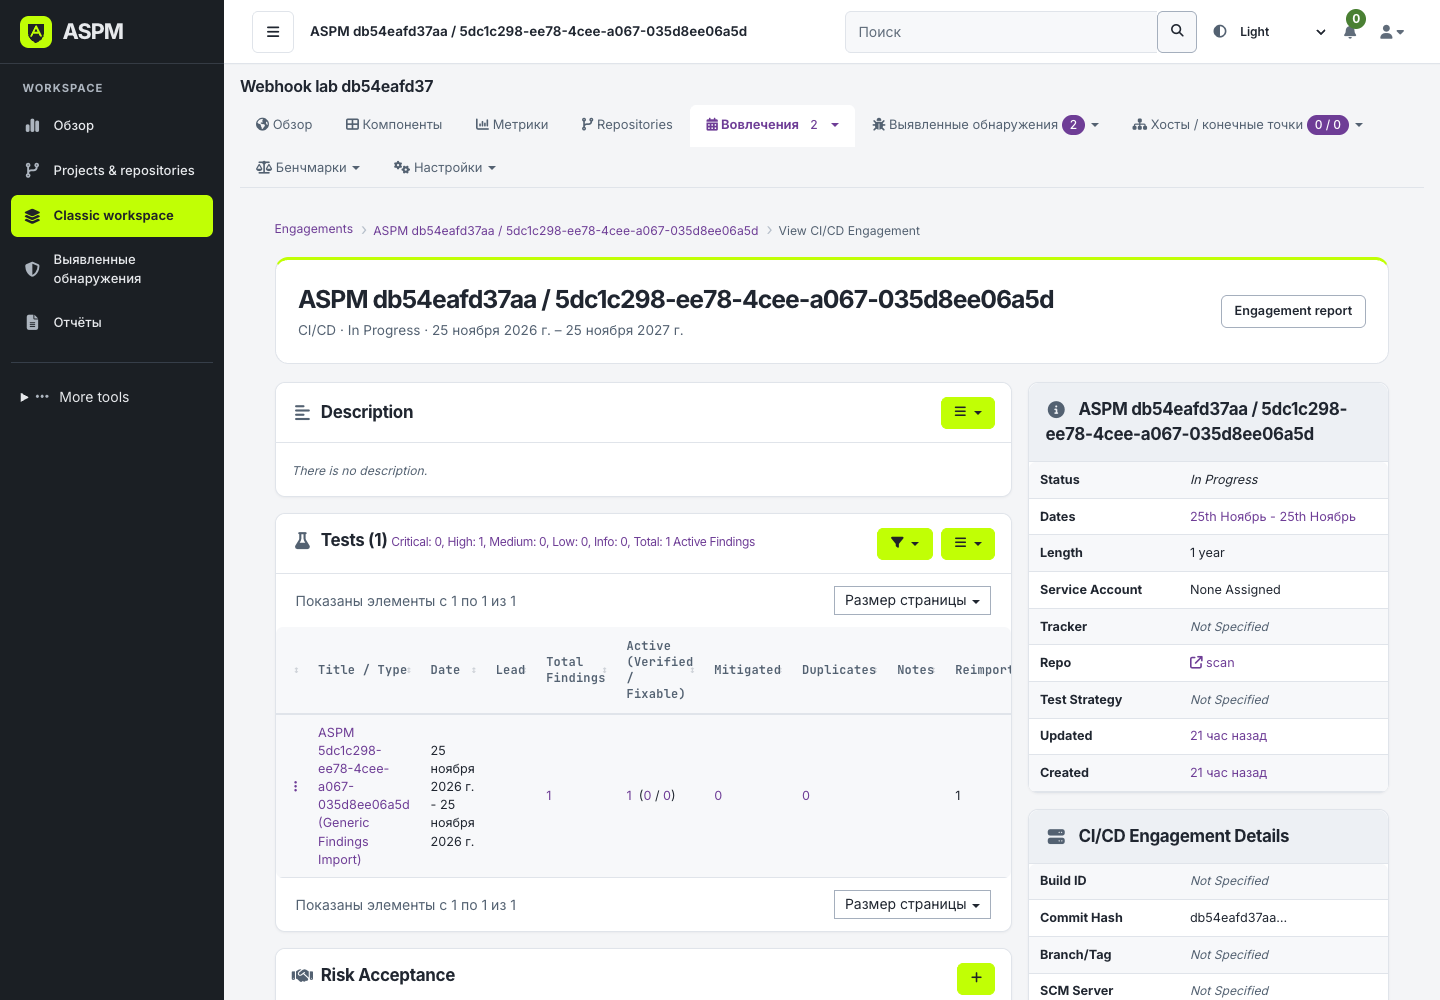 ASPM
ASPM db54eafd37aa / 5dc1c298-ee78-4cee-a067-035d8ee06a5d
Поиск
Light
0
WORKSPACE
Обзор
Projects & repositories
Classic workspace
Выявленные
обнаружения
Отчёты
More tools
Webhook lab db54eafd37
Обзор
Компоненты
Метрики
Repositories
Вовлечения 2
Выявленные обнаружения 2
Хосты / конечные точки 0 / 0
Бенчмарки
Настройки
Engagements
ASPM db54eafd37aa / 5dc1c298-ee78-4cee-a067-035d8ee06a5d
View CI/CD Engagement
ASPM db54eafd37aa / 5dc1c298-ee78-4cee-a067-035d8ee06a5d
CI/CD · In Progress · 25 ноября 2026 г. – 25 ноября 2027 г.
Engagement report
Description
There is no description.
Tests (1) Critical: 0, High: 1, Medium: 0, Low: 0, Info: 0, Total: 1 Active Findings
Показаны элементы с 1 по 1 из 1
Размер страницы
Title / Type
Date
Lead
Total
Findings
Active
(Verified
/
Fixable)
Mitigated
Duplicates
Notes
Reimport
ASPM
5dc1c298-
ee78-4cee-
a067-
035d8ee06a5d
(Generic
Findings
Import)
25
ноября
2026 г.
- 25
ноября
2026 г.
1
1 (0 / 0)
0
0
1
Показаны элементы с 1 по 1 из 1
Размер страницы
Risk Acceptance
ASPM db54eafd37aa / 5dc1c298-
ee78-4cee-a067-035d8ee06a5d
Status In Progress
Dates 25th Ноябрь - 25th Ноябрь
Length 1 year
Service Account None Assigned
Tracker Not Specified
Repo scan
Test Strategy Not Specified
Updated 21 час назад
Created 21 час назад
CI/CD Engagement Details
Build ID Not Specified
Commit Hash db54eafd37aa...
Branch/Tag Not Specified
SCM Server Not Specified